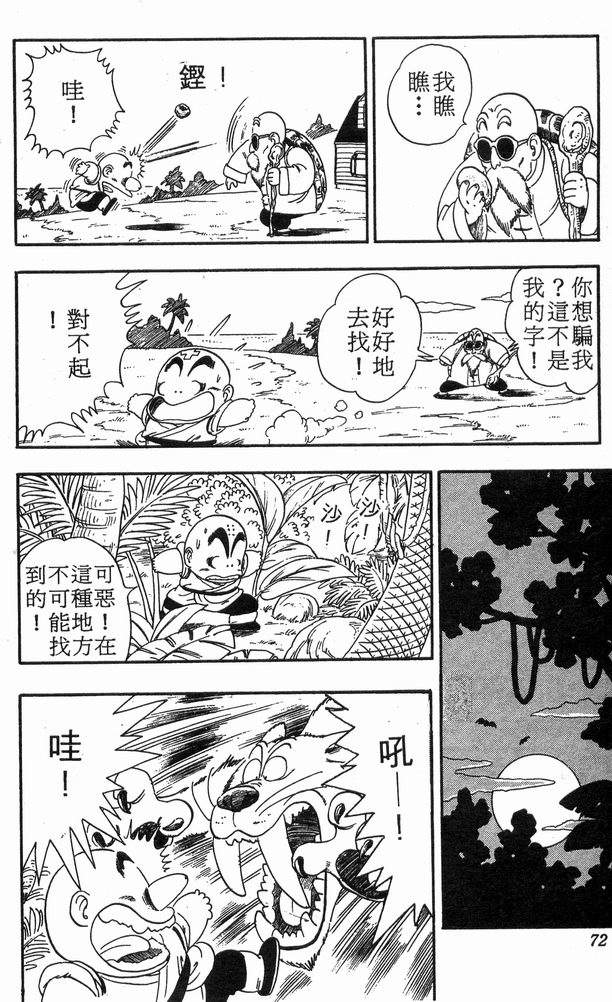 我瞧
瞧…
鏗！
哇！
你想騙我
？這不是
我的字！
好好地
去找！
對不起
！
沙！
沙！
可惡！在
這種地方
不可能找
到的！
吼—！
哇！
72